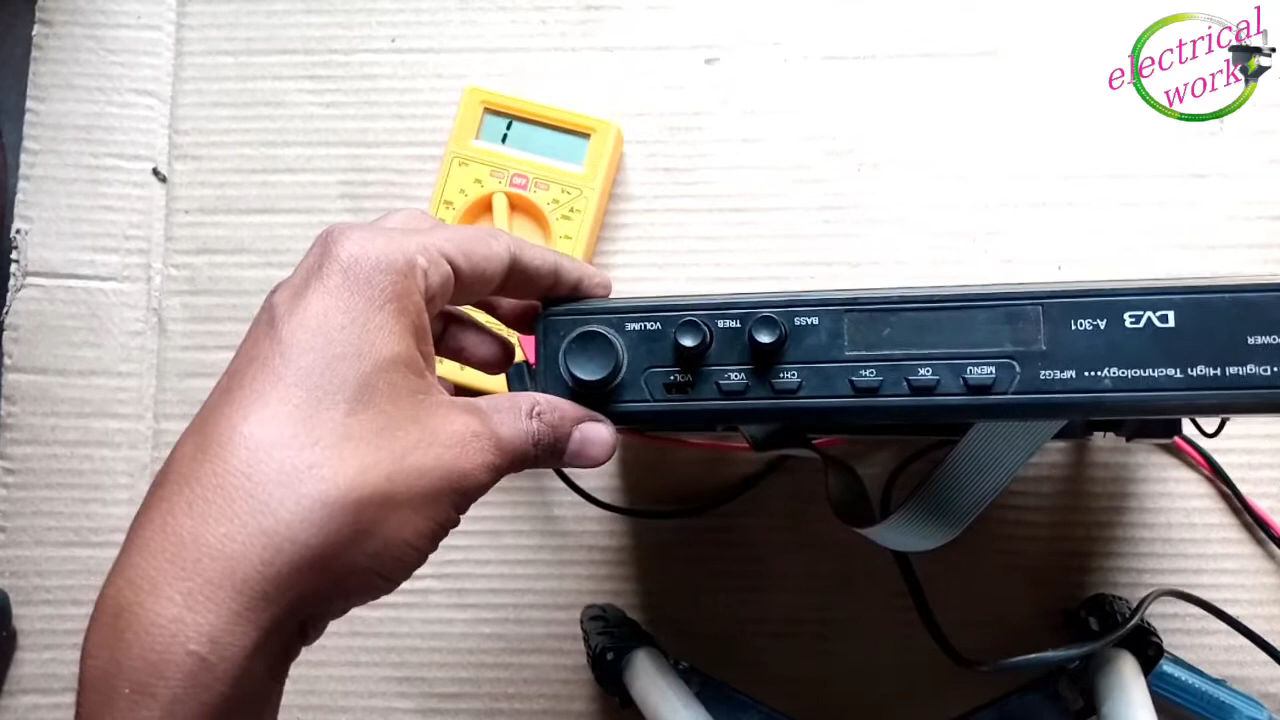 electrical
work
1
OFF
VOLUME
TREB.
BASS
A-301
DV3
POWER
VOL+
VOL-
CH+
CH-
OK
MENU
MPEG2
Digital High Technology